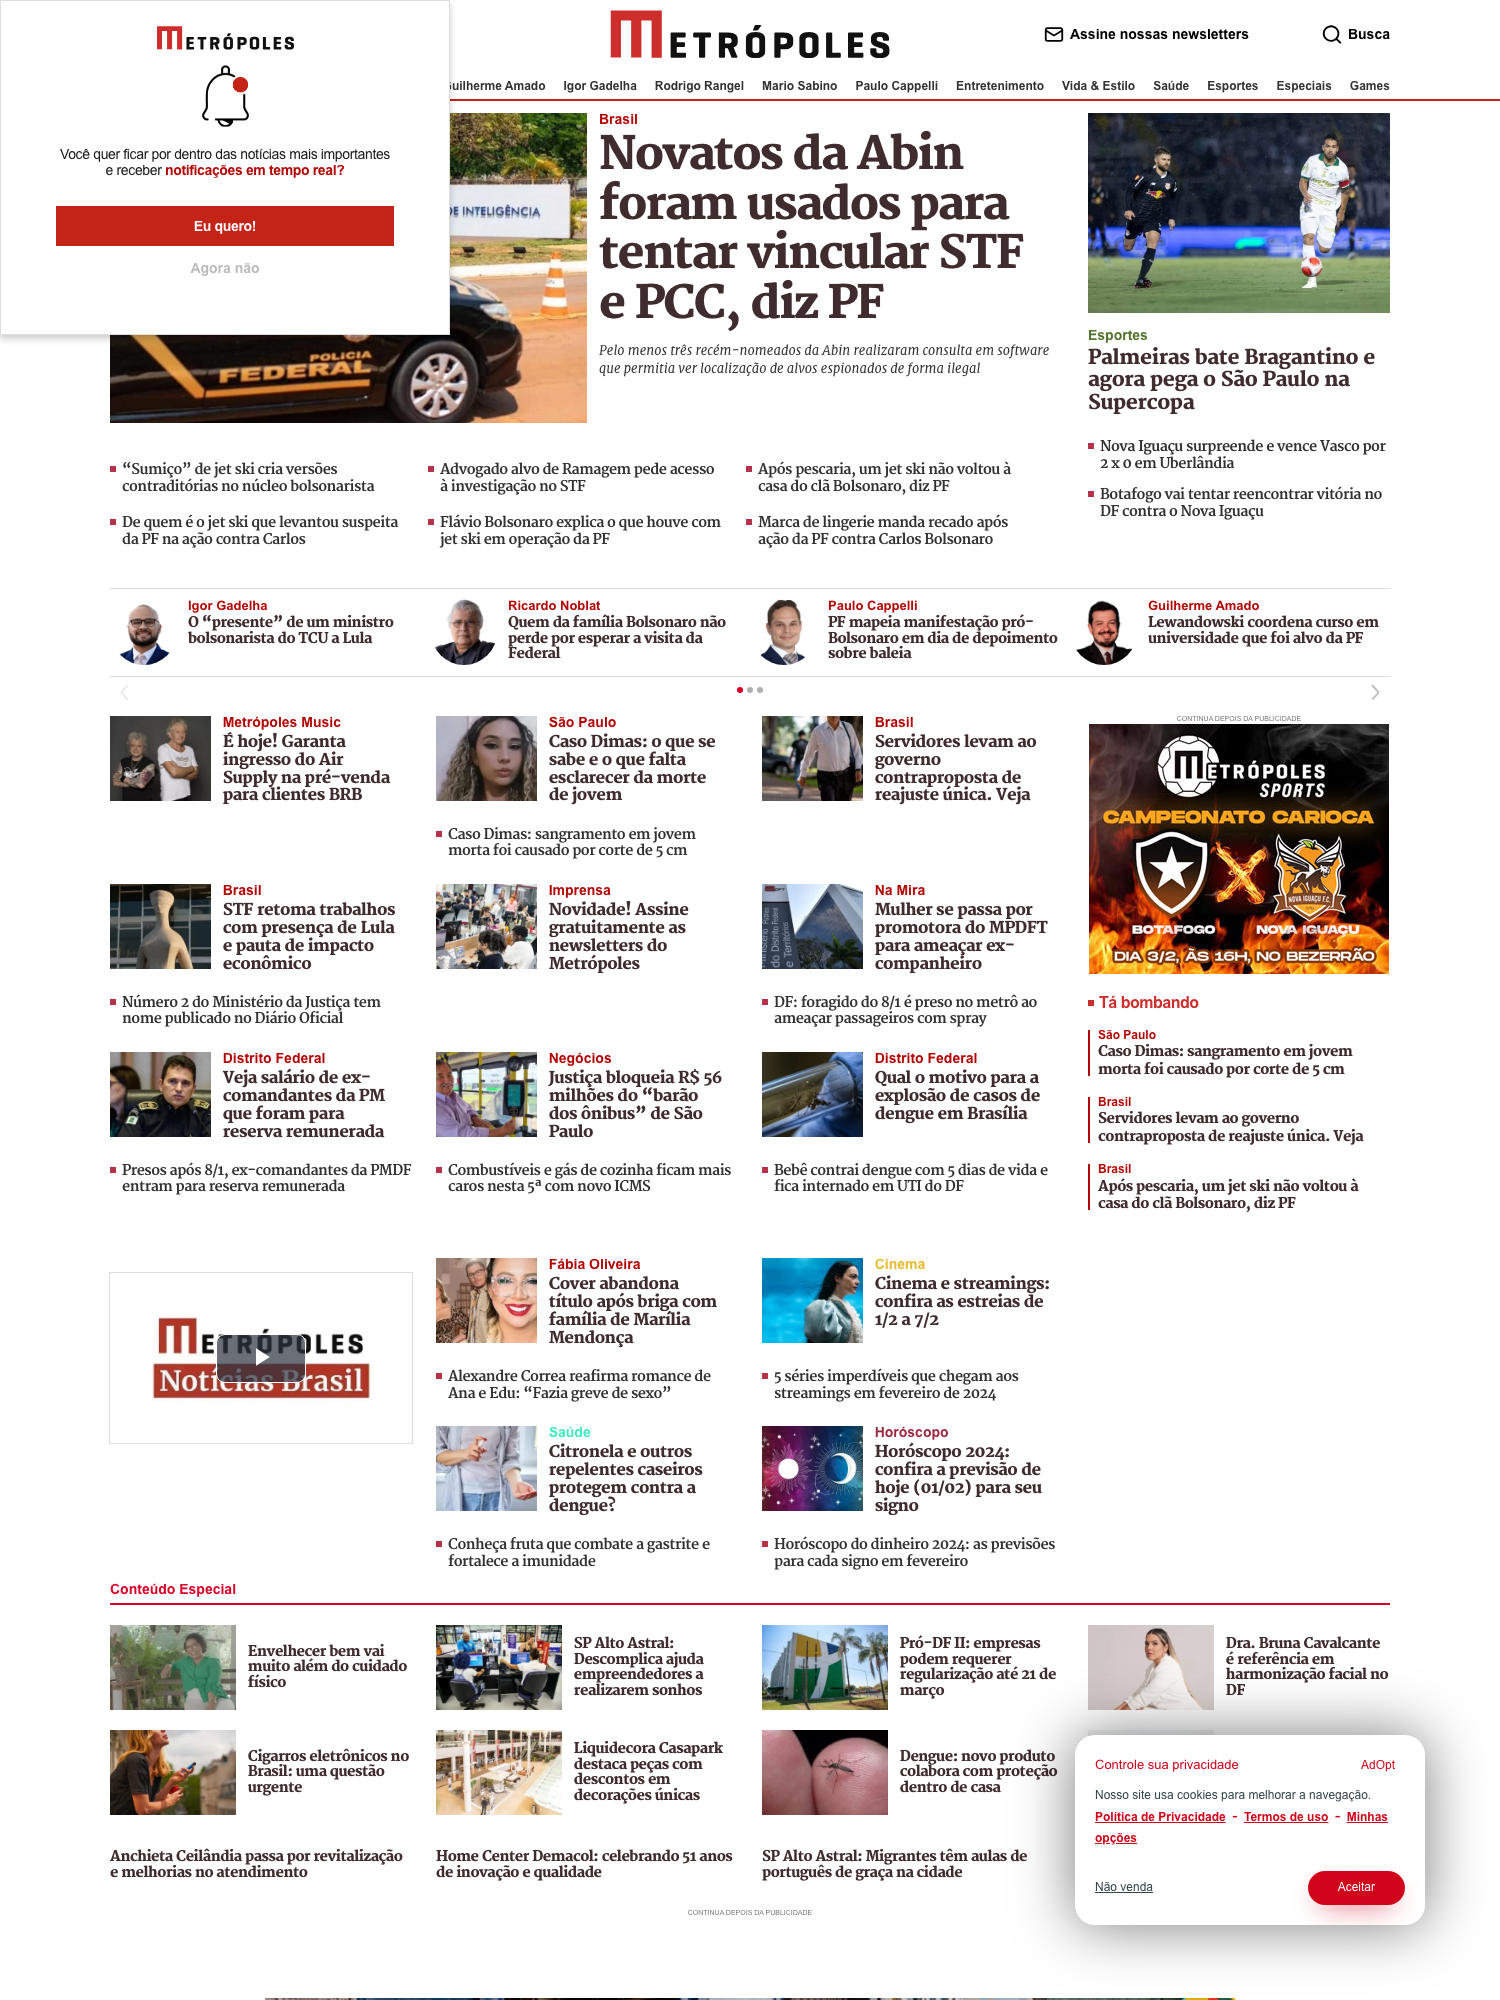 METRÓPOLES
Você quer ficar por dentro das notícias mais importantes
e receber notificações em tempo real?
Eu quero!
Agora não
METRÓPOLES
Assine nossas newsletters
Busca
Guilherme Amado Igor Gadelha Rodrigo Rangel Mario Sabino Paulo Cappelli Entretenimento Vida & Estilo Saúde Esportes Especiais Games
DE INTELIGÊNCIA
POLICIA
FEDERAL
Brasil
Novatos da Abin
foram usados para
tentar vincular STF
e PCC, diz PF
Pelo menos três recém-nomeados da Abin realizaram consulta em software
que permitia ver localização de alvos espionados de forma ilegal
Esportes
Palmeiras bate Bragantino e
agora pega o São Paulo na
Supercopa
Nova Iguaçu surpreende e vence Vasco por
2 x 0 em Uberlândia
Botafogo vai tentar reencontrar vitória no
DF contra o Nova Iguaçu
“Sumiço” de jet ski cria versões
contraditórias no núcleo bolsonarista
Advogado alvo de Ramagem pede acesso
à investigação no STF
Após pescaria, um jet ski não voltou à
casa do clã Bolsonaro, diz PF
De quem é o jet ski que levantou suspeita
da PF na ação contra Carlos
Flávio Bolsonaro explica o que houve com
jet ski em operação da PF
Marca de lingerie manda recado após
ação da PF contra Carlos Bolsonaro
Igor Gadelha
O “presente” de um ministro
bolsonarista do TCU a Lula
Ricardo Noblat
Quem da família Bolsonaro não
perde por esperar a visita da
Federal
Paulo Cappelli
PF mapeia manifestação pró-
Bolsonaro em dia de depoimento
sobre baleia
Guilherme Amado
Lewandowski coordena curso em
universidade que foi alvo da PF
Metrópoles Music
É hoje! Garanta
ingresso do Air
Supply na pré-venda
para clientes BRB
São Paulo
Caso Dimas: o que se
sabe e o que falta
esclarecer da morte
de jovem
Caso Dimas: sangramento em jovem
morta foi causado por corte de 5 cm
Brasil
Servidores levam ao
governo
contraproposta de
reajuste única. Veja
CONTINUA DEPOIS DA PUBLICIDADE
METRÓPOLES
SPORTS
CAMPEONATO CARIOCA
NOVA IGUAÇU F.C.
BOTAFOGO NOVA IGUAÇU
DIA 3/2, ÀS 16H, NO BEZERRÃO
Brasil
STF retoma trabalhos
com presença de Lula
e pauta de impacto
econômico
Número 2 do Ministério da Justiça tem
nome publicado no Diário Oficial
Imprensa
Novidade! Assine
gratuitamente as
newsletters do
Metrópoles
Ministério Público
do Distrito Federal
e Territórios
Na Mira
Mulher se passa por
promotora do MPDFT
para ameaçar ex-
companheiro
DF: foragido do 8/1 é preso no metrô ao
ameaçar passageiros com spray
Tá bombando
São Paulo
Caso Dimas: sangramento em jovem
morta foi causado por corte de 5 cm
Brasil
Servidores levam ao governo
contraproposta de reajuste única. Veja
Brasil
Após pescaria, um jet ski não voltou à
casa do clã Bolsonaro, diz PF
Distrito Federal
Veja salário de ex-
comandantes da PM
que foram para
reserva remunerada
Presos após 8/1, ex-comandantes da PMDF
entram para reserva remunerada
Negócios
Justiça bloqueia R$ 56
milhões do “barão
dos ônibus” de São
Paulo
Combustíveis e gás de cozinha ficam mais
caros nesta 5ª com novo ICMS
Distrito Federal
Qual o motivo para a
explosão de casos de
dengue em Brasília
Bebê contrai dengue com 5 dias de vida e
fica internado em UTI do DF
METRÓPOLES
Notícias Brasil
Fábia Oliveira
Cover abandona
título após briga com
família de Marília
Mendonça
Alexandre Correa reafirma romance de
Ana e Edu: “Fazia greve de sexo”
Cinema
Cinema e streamings:
confira as estreias de
1/2 a 7/2
5 séries imperdíveis que chegam aos
streamings em fevereiro de 2024
Saúde
Citronela e outros
repelentes caseiros
protegem contra a
dengue?
Conheça fruta que combate a gastrite e
fortalece a imunidade
Horóscopo
Horóscopo 2024:
confira a previsão de
hoje (01/02) para seu
signo
Horóscopo do dinheiro 2024: as previsões
para cada signo em fevereiro
Conteúdo Especial
Envelhecer bem vai
muito além do cuidado
físico
SP Alto Astral:
Descomplica ajuda
empreendedores a
realizarem sonhos
Pró-DF II: empresas
podem requerer
regularização até 21 de
março
Dra. Bruna Cavalcante
é referência em
harmonização facial no
DF
Cigarros eletrônicos no
Brasil: uma questão
urgente
Liquidecora Casapark
destaca peças com
descontos em
decorações únicas
Dengue: novo produto
colabora com proteção
dentro de casa
Anchieta Ceilândia passa por revitalização
e melhorias no atendimento
Home Center Demacol: celebrando 51 anos
de inovação e qualidade
SP Alto Astral: Migrantes têm aulas de
português de graça na cidade
Controle sua privacidade
AdOpt
Nosso site usa cookies para melhorar a navegação.
Política de Privacidade - Termos de uso - Minhas
opções
Não venda
Aceitar
CONTINUA DEPOIS DA PUBLICIDADE